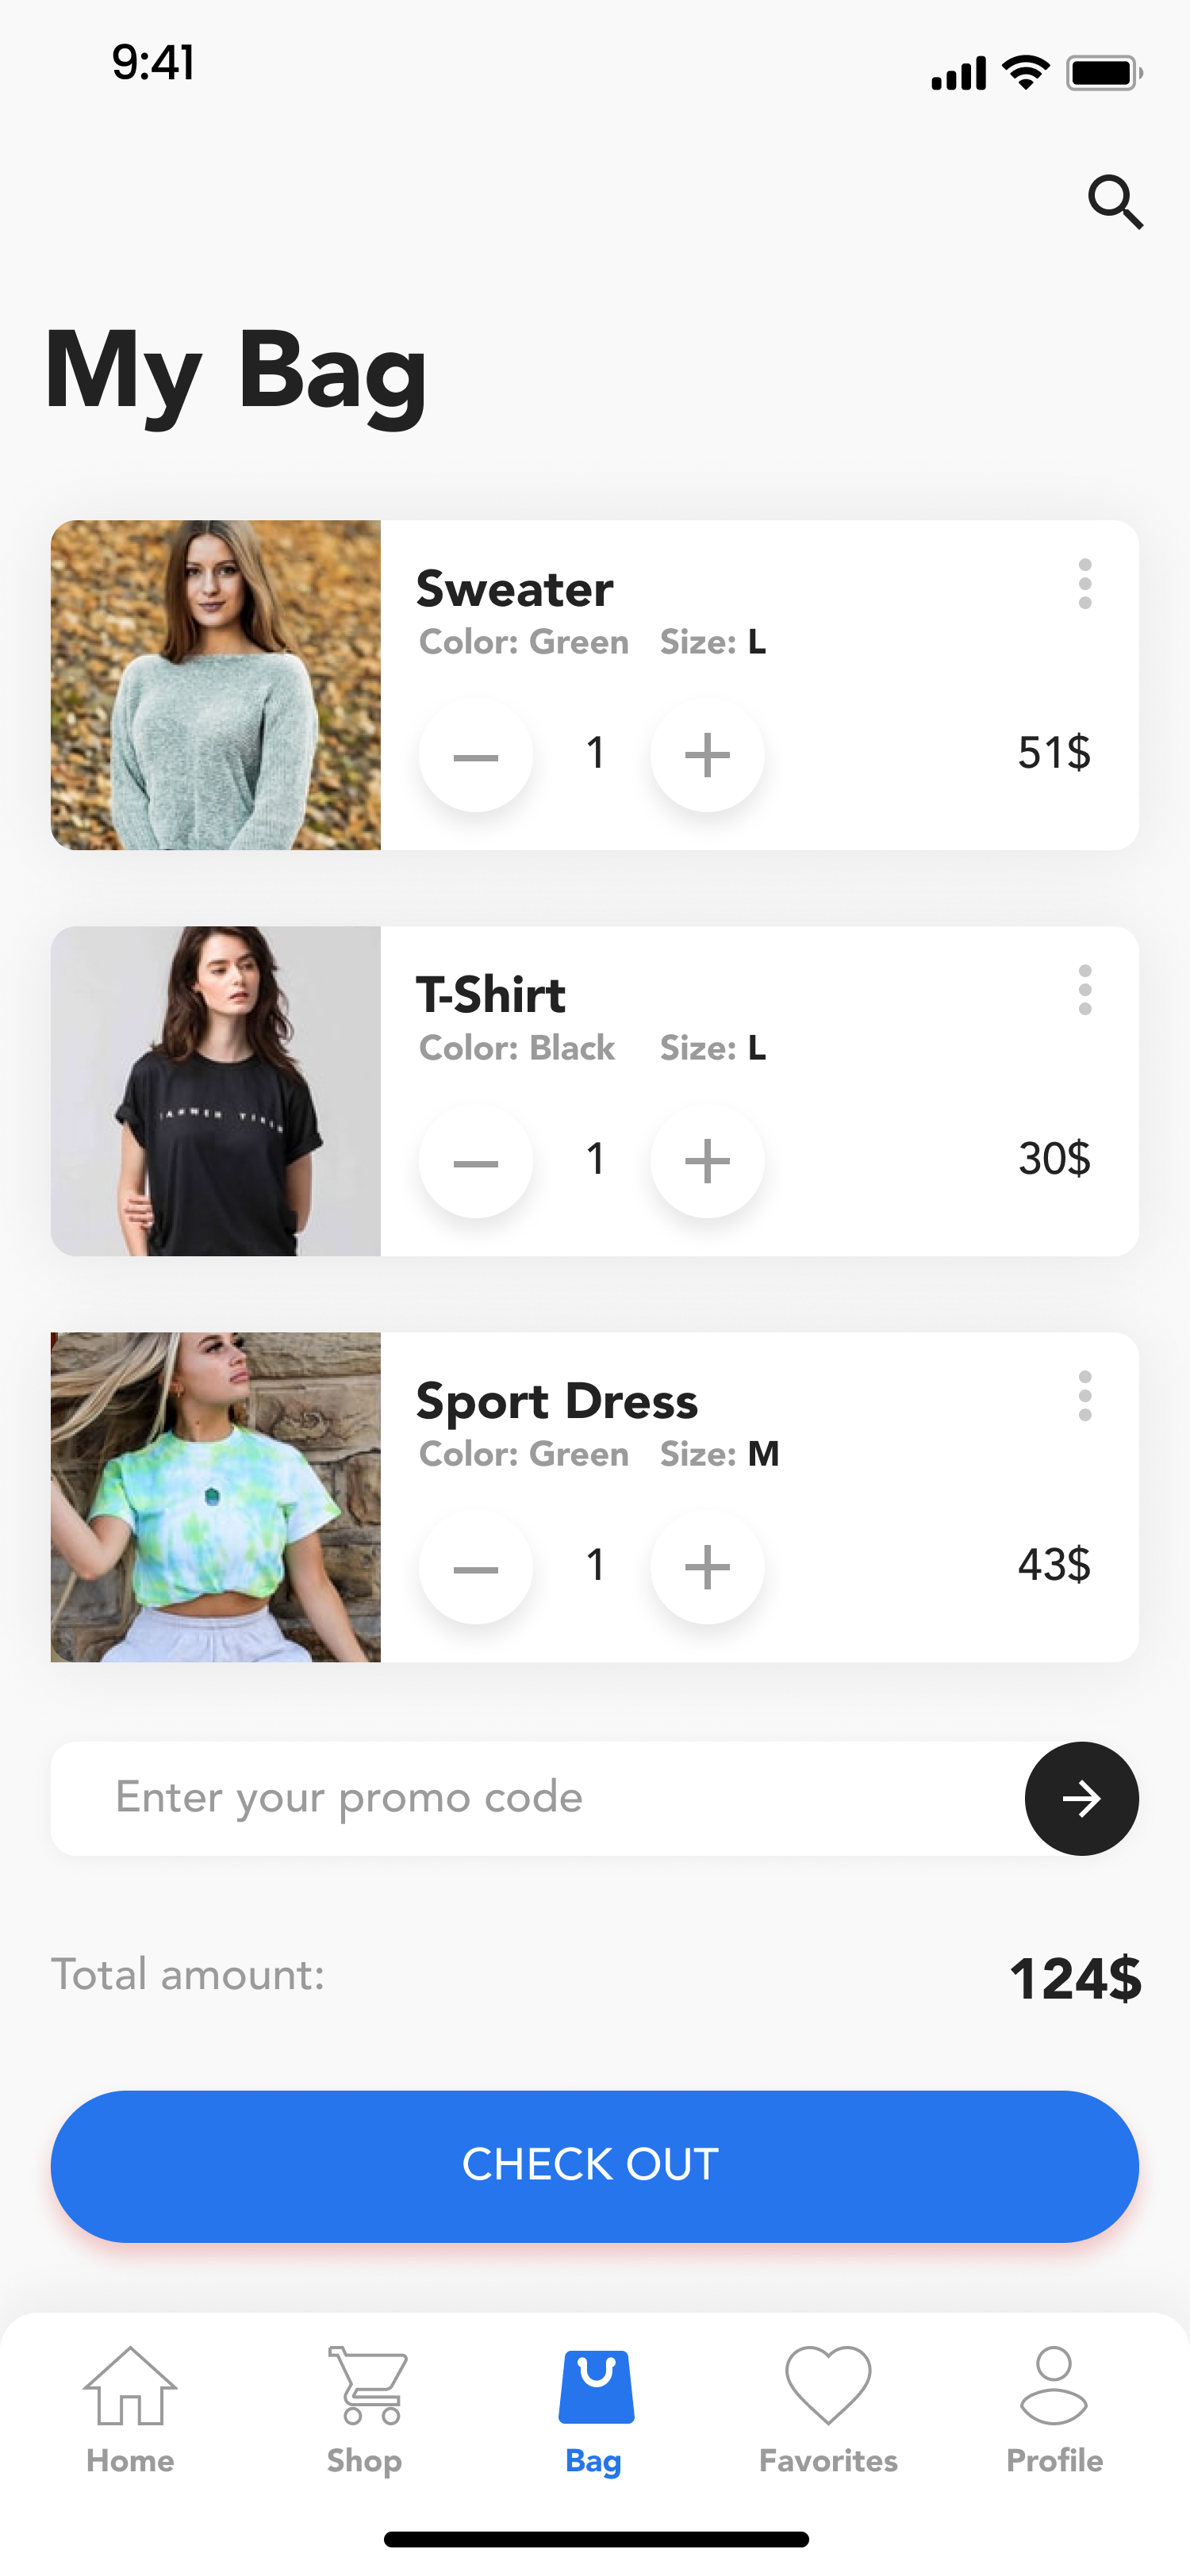 9:41
My Bag
Sweater
Color: Green Size: L
1
51$
T-Shirt
Color: Black Size: L
1
30$
Sport Dress
Color: Green Size: M
1
43$
Enter your promo code
Total amount:
124$
CHECK OUT
Home Shop Bag Favorites Profile